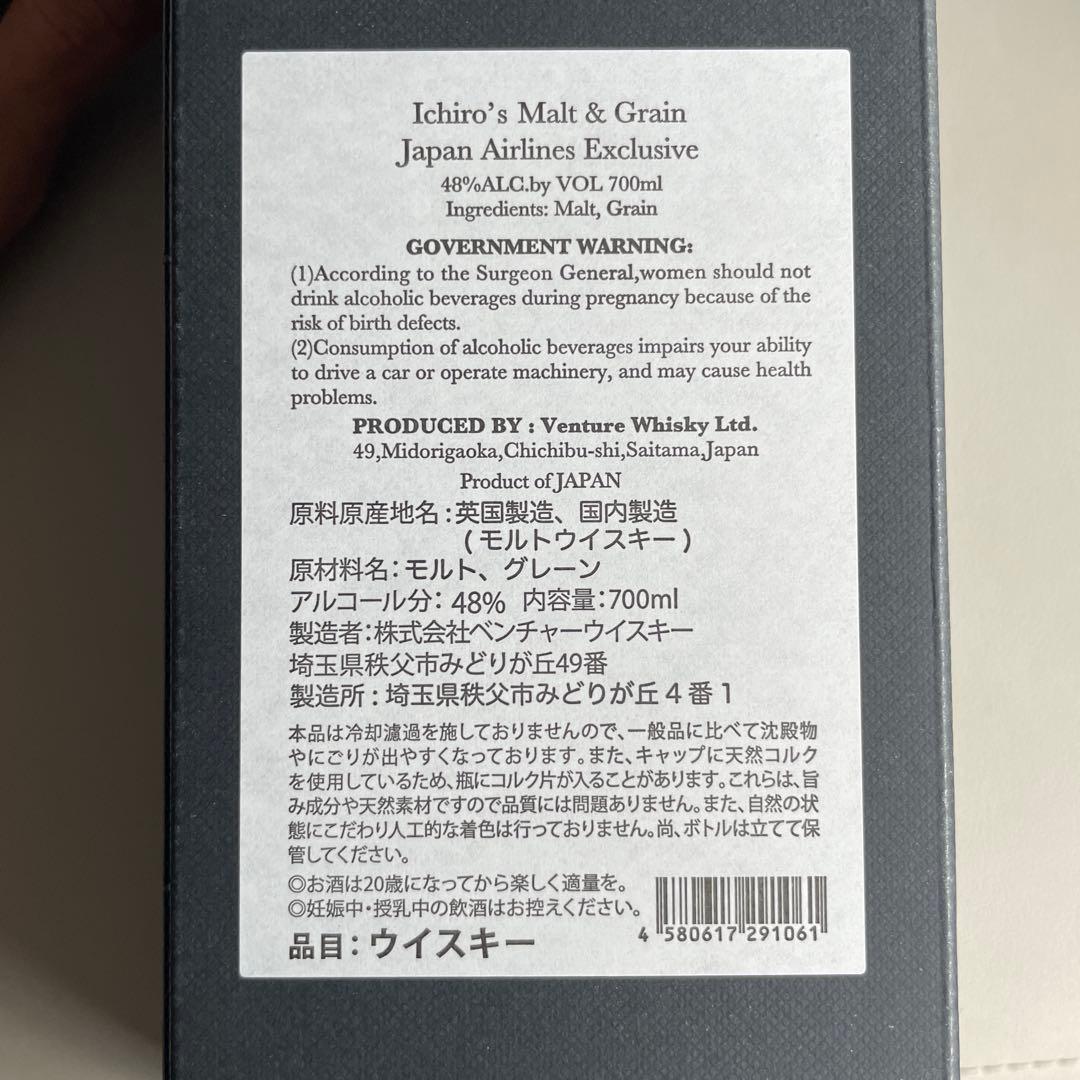 Ichiro's Malt & Grain
Japan Airlines Exclusive
48%ALC.by VOL 700ml
Ingredients: Malt, Grain
GOVERNMENT WARNING:
(1)According to the Surgeon General,women should not
drink alcoholic beverages during pregnancy because of the
risk of birth defects.
(2)Consumption of alcoholic beverages impairs your ability
to drive a car or operate machinery, and may cause health
problems.
PRODUCED BY : Venture Whisky Ltd.
49,Midorigaoka,Chichibu-shi,Saitama,Japan
Product of JAPAN
原料原産地名:英国製造、国内製造
(モルトウイスキー)
原材料名:モルト、グレーン
アルコール分: 48% 内容量:700ml
製造者:株式会社ベンチャーウイスキー
埼玉県秩父市みどりが丘49番
製造所:埼玉県秩父市みどりが丘4番1
本品は冷却濾過を施しておりませんので、一般品に比べて沈殿物
やにごりが出やすくなっております。また、キャップに天然コルク
を使用しているため、瓶にコルク片が入ることがあります。これらは、旨
み成分や天然素材ですので品質には問題ありません。また、自然の状
態にこだわり人工的な着色は行っておりません。尚、ボトルは立てて保
管してください。
◎お酒は20歳になってから楽しく適量を。
◎妊娠中・授乳中の飲酒はお控えください。
品目:ウイスキー
4 580617 291061